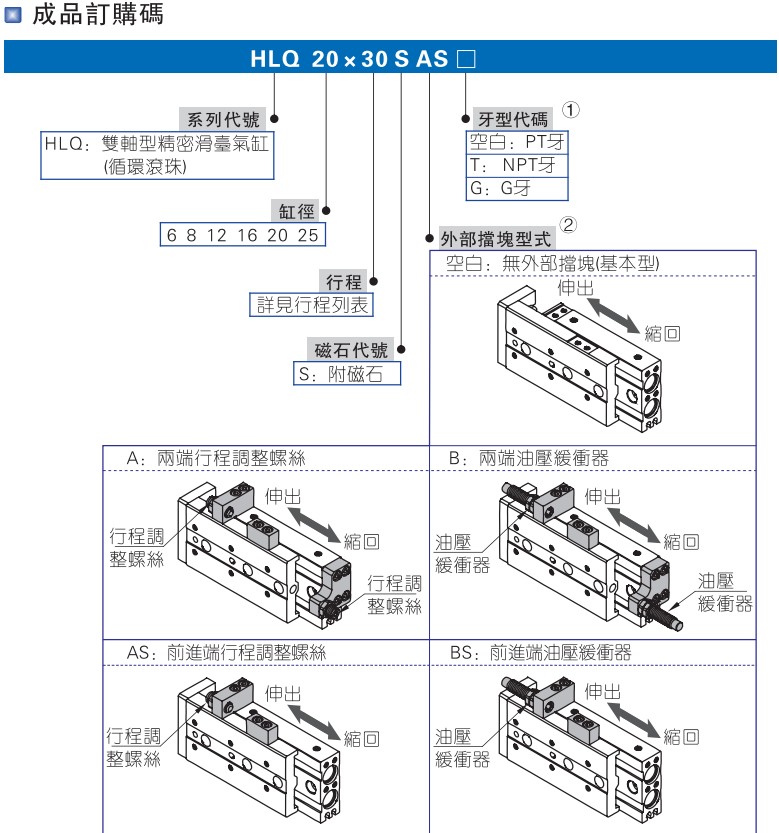 成品訂購碼
HLQ 20×30 S AS □
系列代號
HLQ：雙軸型精密滑臺氣缸
(循環滾珠)
缸徑
6 8 12 16 20 25
行程
詳見行程列表
磁石代號
S：附磁石
牙型代碼 ①
空白：PT牙
T：NPT牙
G：G牙
外部擋塊型式 ②
空白：無外部擋塊(基本型)
伸出
縮回
A：兩端行程調整螺絲
伸出
縮回
行程調
整螺絲
行程調
整螺絲
B：兩端油壓緩衝器
伸出
縮回
油壓
緩衝器
油壓
緩衝器
AS：前進端行程調整螺絲
伸出
縮回
行程調
整螺絲
BS：前進端油壓緩衝器
伸出
縮回
油壓
緩衝器